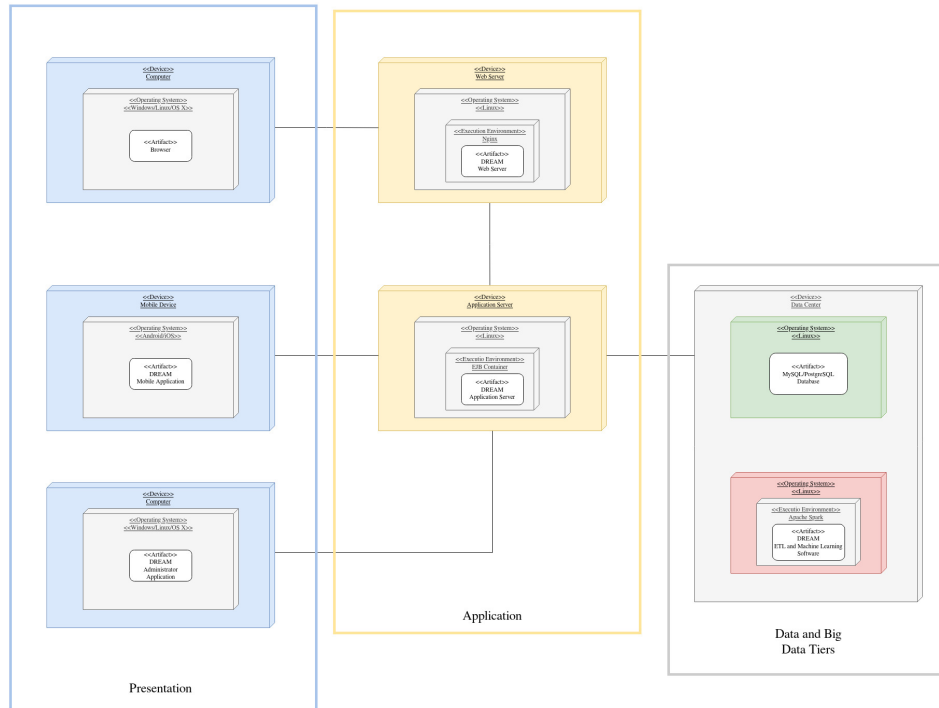 <<Device>>
Computer
<<Operating System>>
<<Windows/Linux/OS X>>
<<Artifact>>
Browser
<<Device>>
Mobile Device
<<Operating System>>
<<Android/iOS>>
<<Artifact>>
DREAM
Mobile Application
<<Device>>
Computer
<<Operating System>>
<<Windows/Linux/OS X>>
<<Artifact>>
DREAM
Administrator
Application
Presentation
<<Device>>
Web Server
<<Operating System>>
<<Linux>>
<<Execution Environment>>
Nginx
<<Artifact>>
DREAM
Web Server
<<Device>>
Application Server
<<Operating System>>
<<Linux>>
<<Executio Environment>>
EJB Container
<<Artifact>>
DREAM
Application Server
Application
<<Device>>
Data Center
<<Operating System>>
<<Linux>>
<<Artifact>>
MySQL/PostgreSQL
Database
<<Operating System>>
<<Linux>>
<<Executio Environment>>
Apache Spark
<<Artifact>>
DREAM
ETL and Machine Learning
Software
Data and Big
Data Tiers